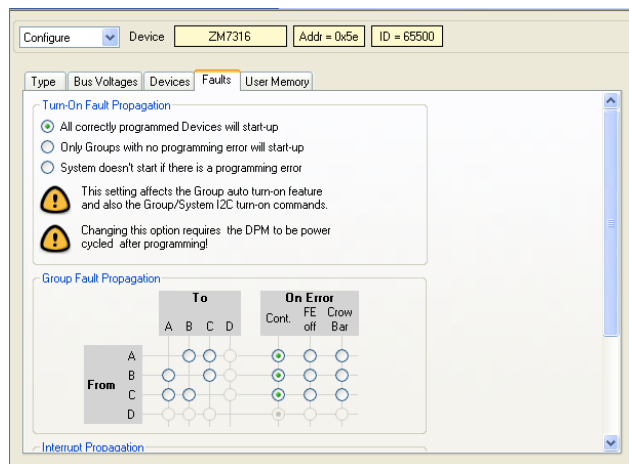 Configure Device ZM7316 Addr = 0x5e ID = 65500
Type Bus Voltages Devices Faults User Memory
Turn-On Fault Propagation
All correctly programmed Devices will start-up
Only Groups with no programming error will start-up
System doesn't start if there is a programming error
This setting affects the Group auto turn-on feature
and also the Group/System I2C turn-on commands.
Changing this option requires the DPM to be power
cycled after programming!
Group Fault Propagation
To On Error
A B C D Cont. FE off Crow Bar
From
A
B
C
D
Interrupt Propagation